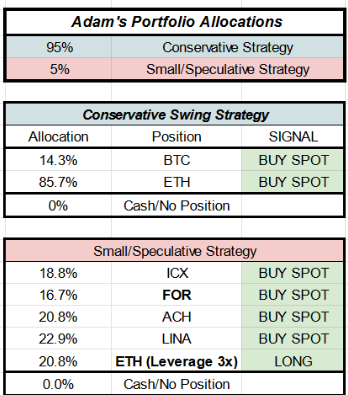 Adam's Portfolio Allocations
95% Conservative Strategy
5% Small/Speculative Strategy
Conservative Swing Strategy
Allocation Position SIGNAL
14.3% BTC BUY SPOT
85.7% ETH BUY SPOT
0% Cash/No Position
Small/Speculative Strategy
18.8% ICX BUY SPOT
16.7% FOR BUY SPOT
20.8% ACH BUY SPOT
22.9% LINA BUY SPOT
20.8% ETH (Leverage 3x) LONG
0.0% Cash/No Position